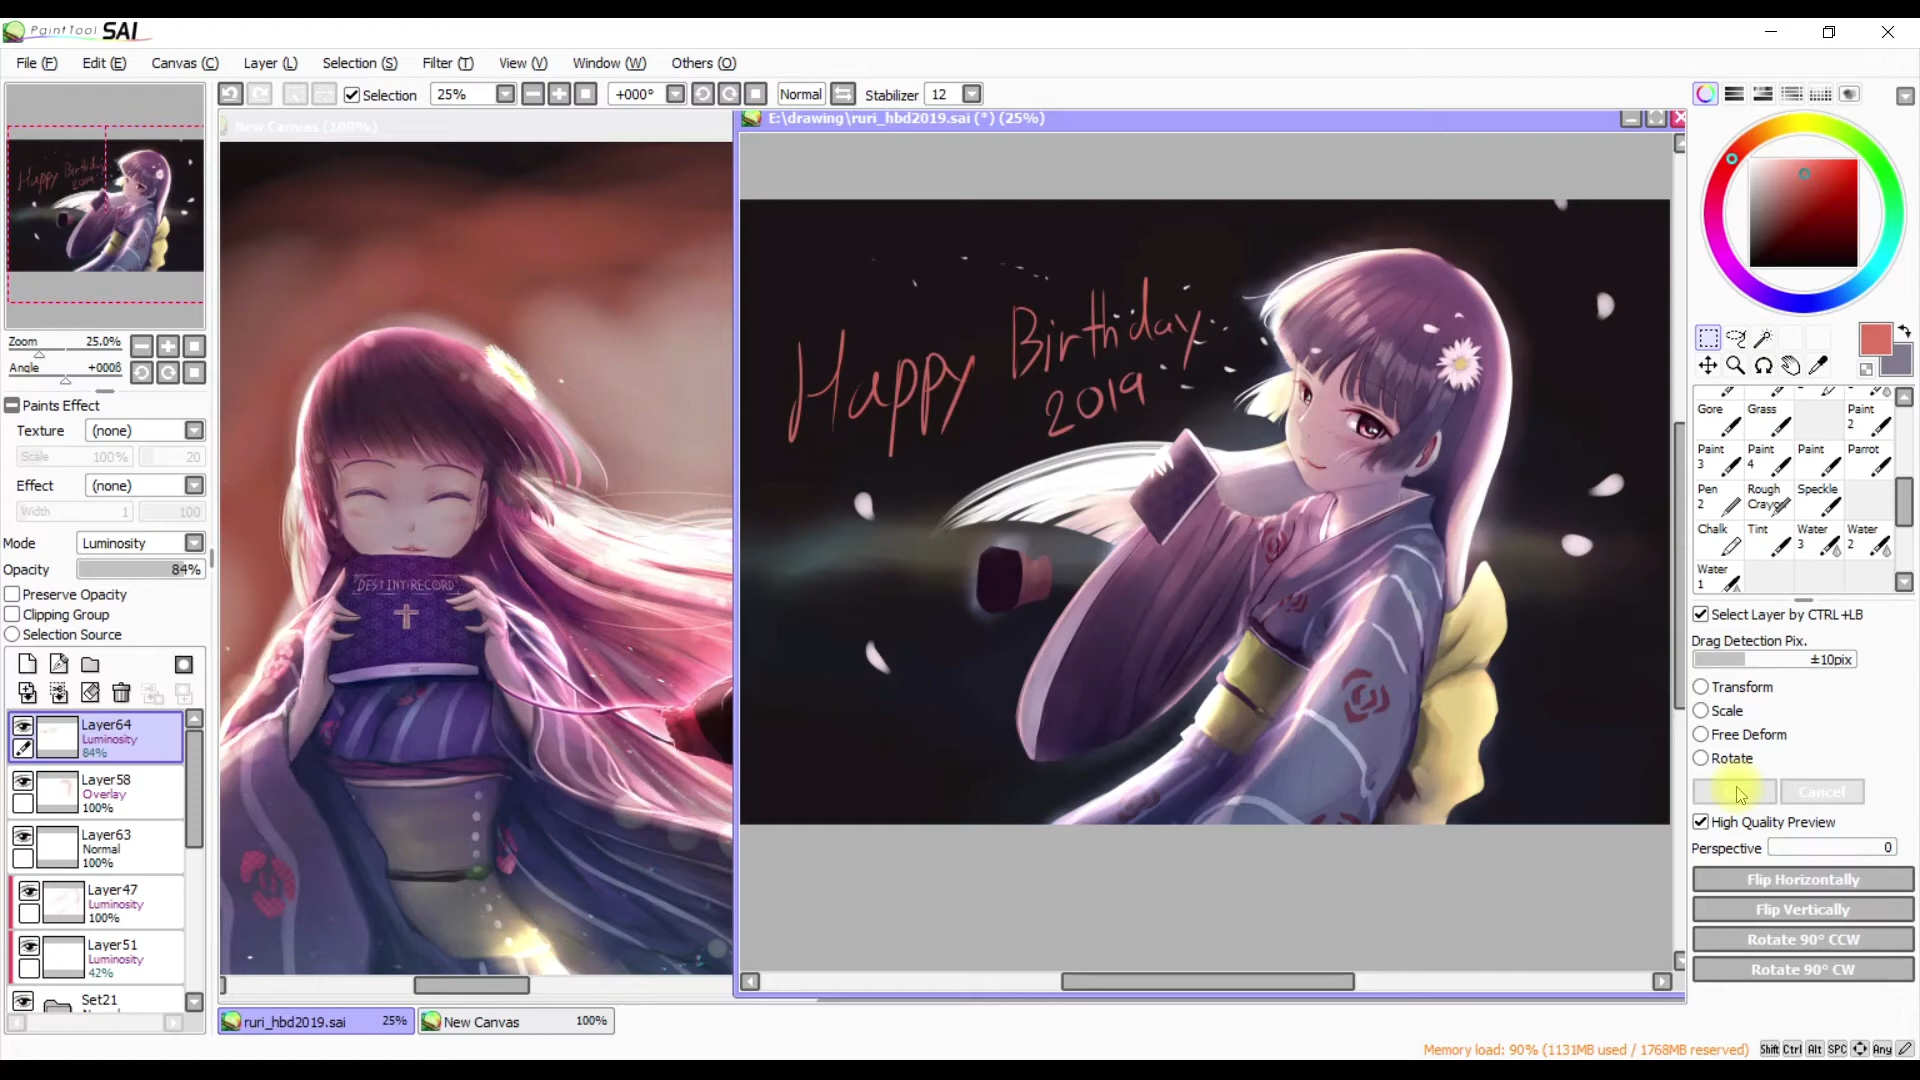 PaintTool SAI
File (F) Edit (E) Canvas (C) Layer (L) Selection (S) Filter (T) View (V) Window (W) Others (O)
Selection 25% +000° Normal Stabilizer 12
New Canvas (100%)
E:\drawing\ruri_hbd2019.sai (*) (25%)
Happy Birthday
2019
DESTINY RECORD
Zoom 25.0%
Angle +000§
Paints Effect
Texture (none)
Scale 100% 20
Effect (none)
Width 1 100
Mode Luminosity
Opacity 84%
Preserve Opacity
Clipping Group
Selection Source
Layer64
Luminosity
84%
Layer58
Overlay
100%
Layer63
Normal
100%
Layer47
Luminosity
100%
Layer51
Luminosity
42%
Set21
ruri_hbd2019.sai 25%
New Canvas 100%
Gore Grass Paint 2
Paint 3 Paint 4 Paint Parrot
Pen 2 Rough Crayon Speckle
Chalk Tint Water 3 Water 2
Water 1
Select Layer by CTRL+LB
Drag Detection Pix.
±10pix
Transform
Scale
Free Deform
Rotate
Cancel
High Quality Preview
Perspective 0
Flip Horizontally
Flip Vertically
Rotate 90° CCW
Rotate 90° CW
Memory load: 90% (1131MB used / 1768MB reserved) Shift Ctrl Alt SPC Any